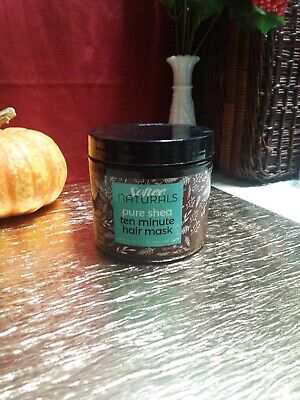 Softee
NATURALS
pure shea
ten minute
hair mask